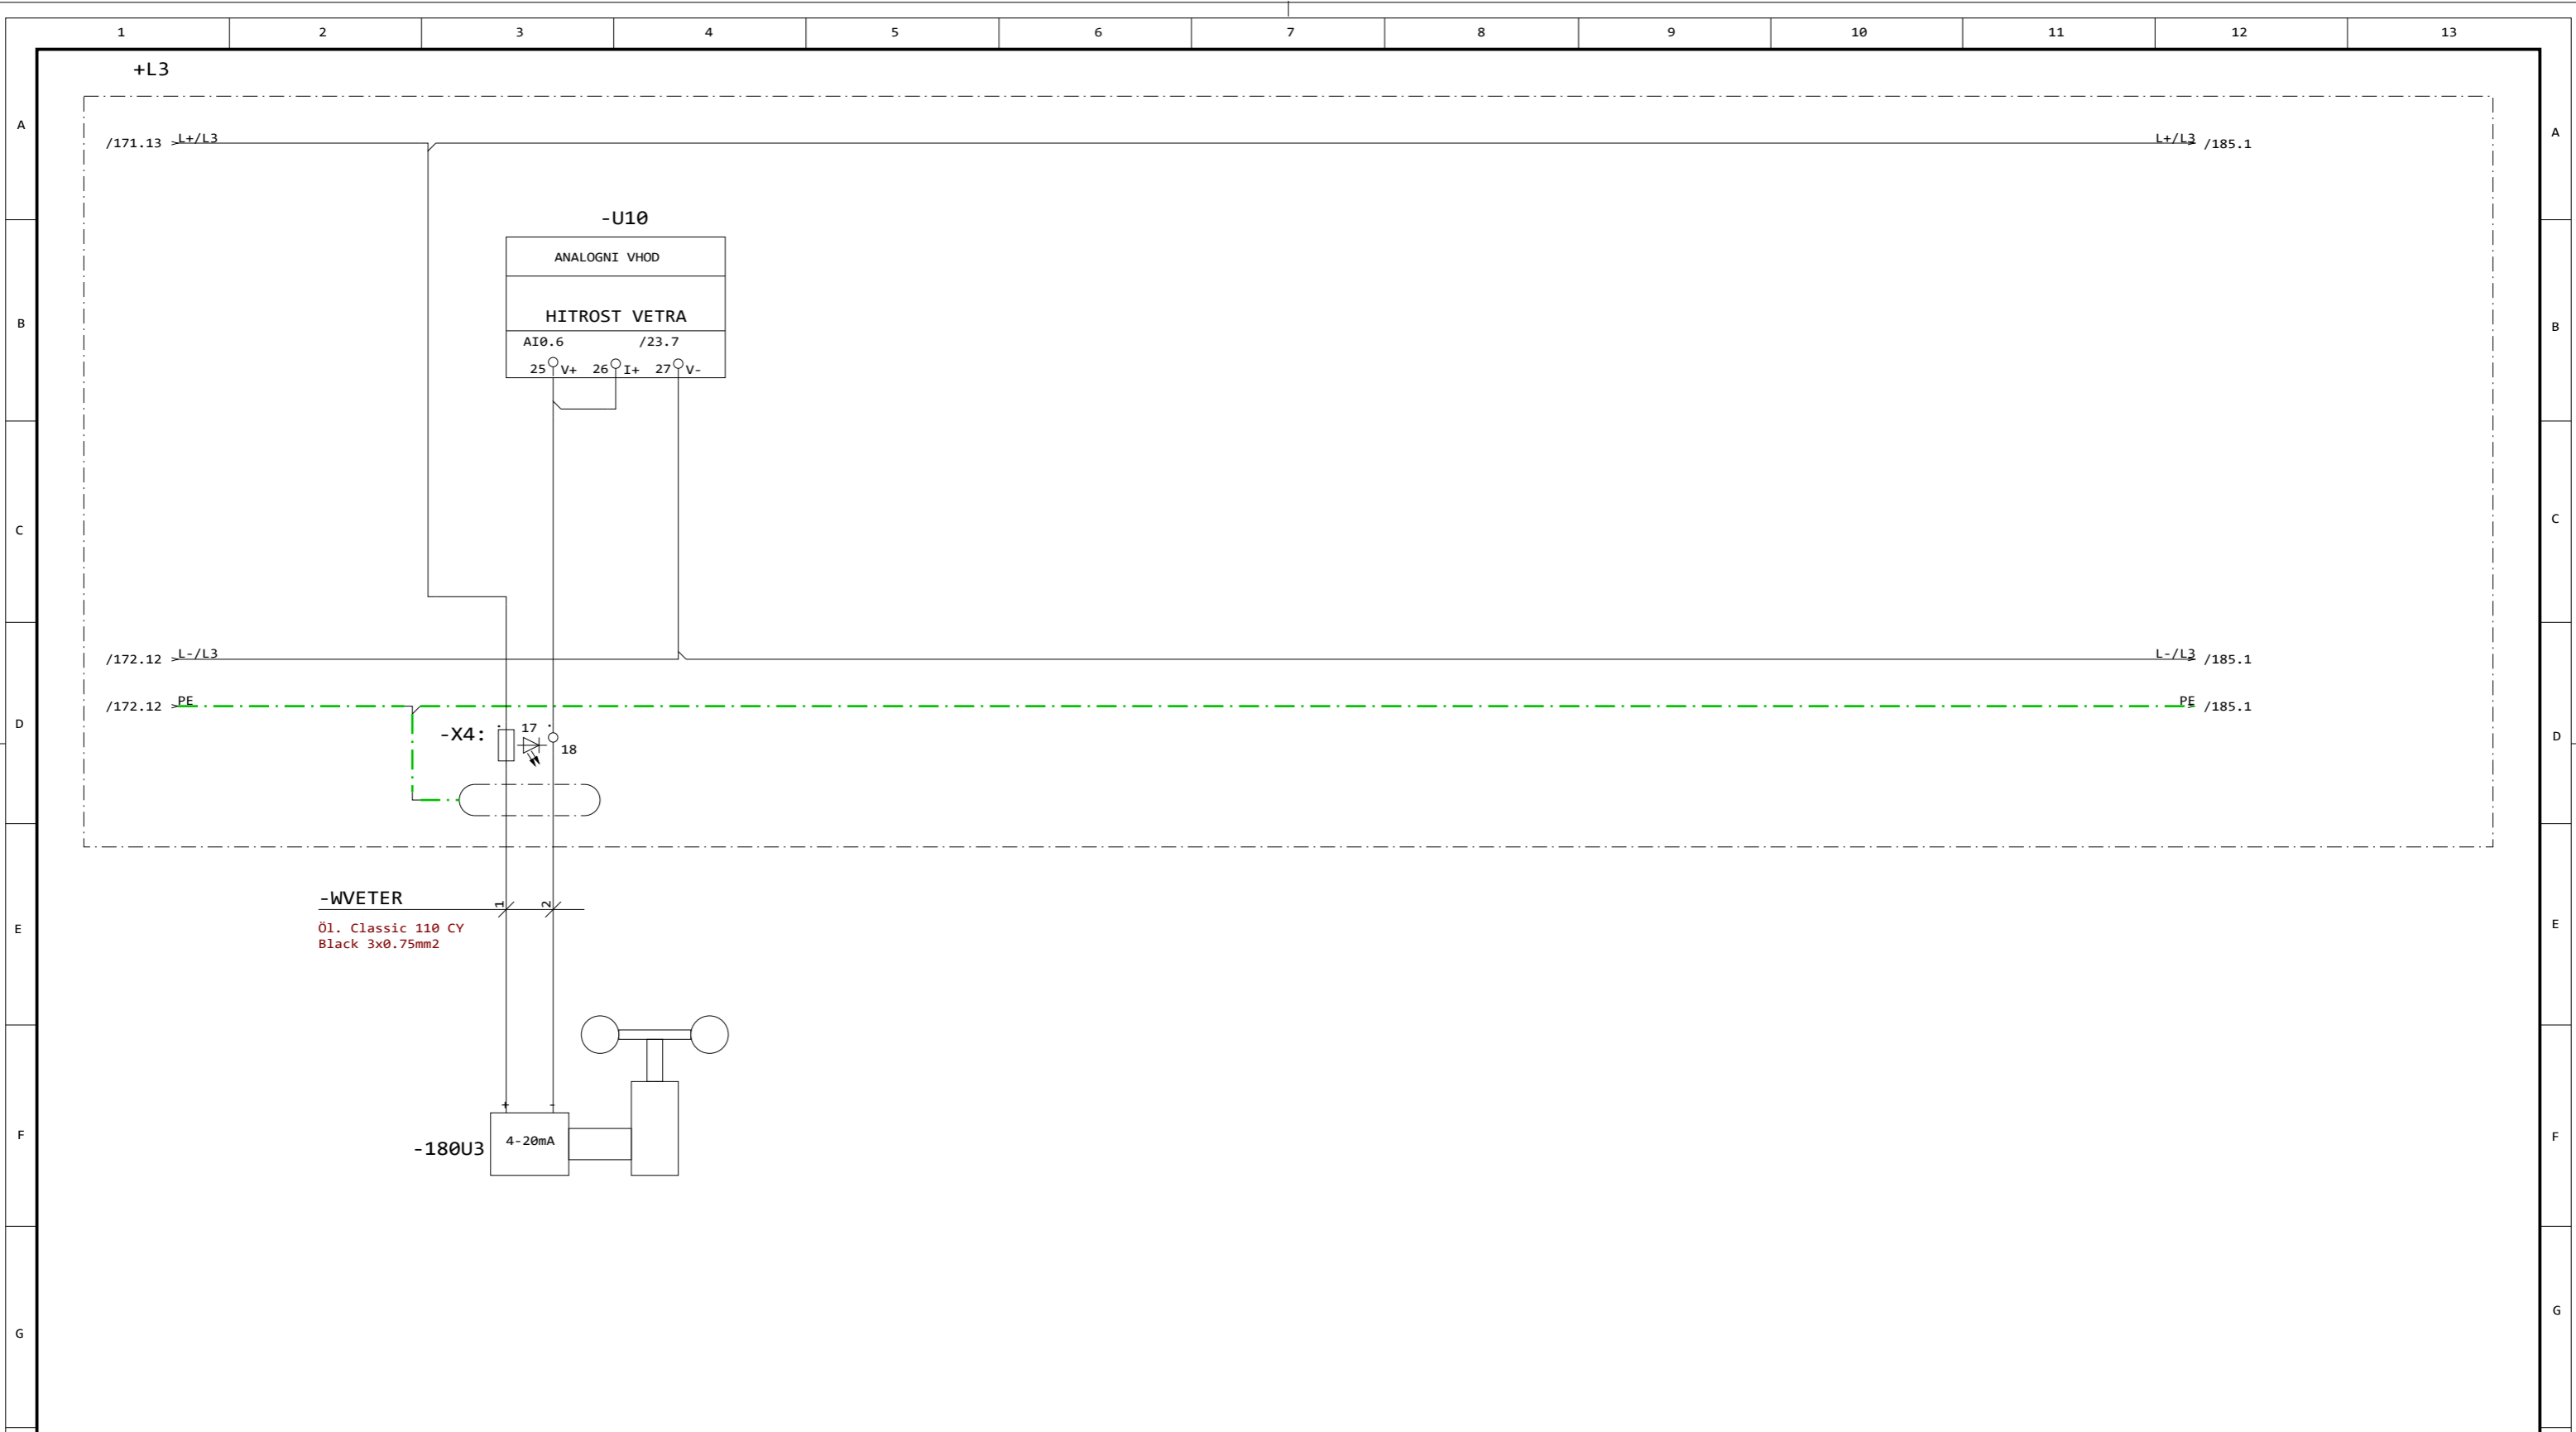 1 2 3 4 5 6 7 8 9 10 11 12 13
+L3
A A
/171.13 L+/L3 L+/L3 /185.1
-U10
ANALOGNI VHOD
B HITROST VETRA B
AI0.6 /23.7
25 V+ 26 I+ 27 V-
C C
/172.12 L-/L3 L-/L3 /185.1
/172.12 PE PE /185.1
D D
-X4: 17 18
-WVETER 1 2
E E
Öl. Classic 110 CY
Black 3x0.75mm2
+ -
F F
-180U3 4-20mA
G G